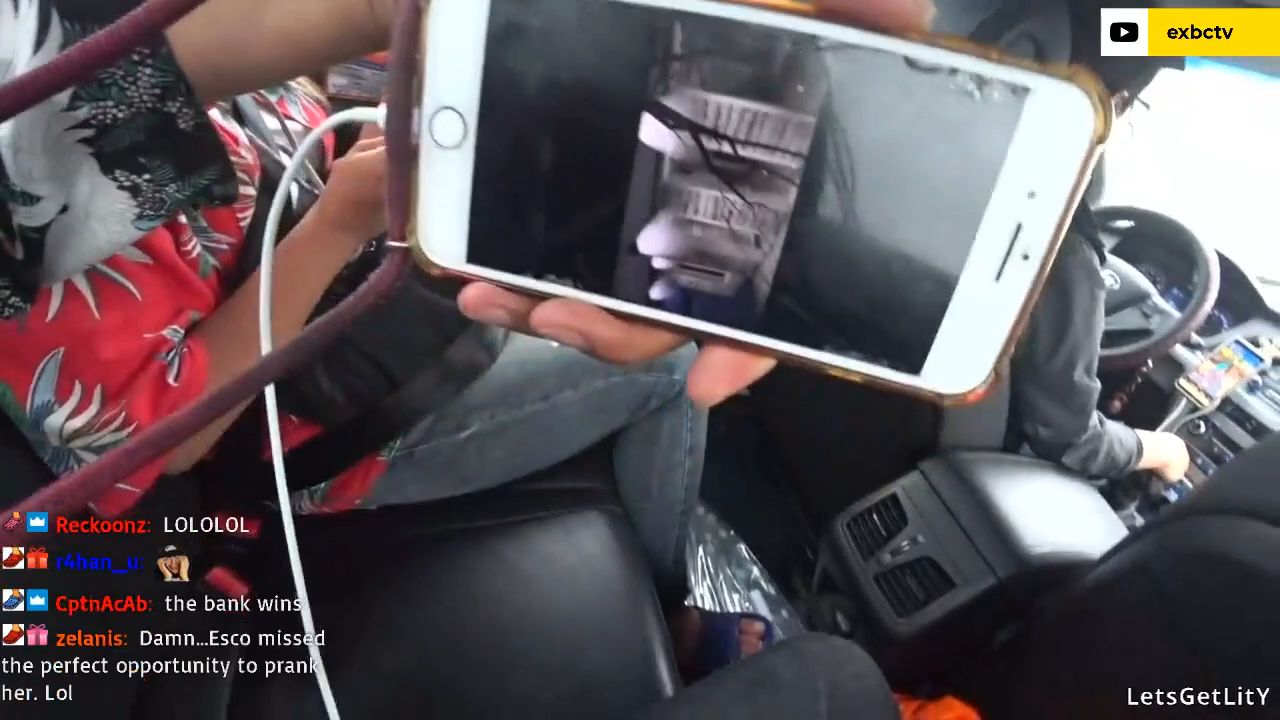 exbctv
Reckoonz: LOLOLOL
r4han_u:
CptnAcAb: the bank wins
zelanis: Damn...Esco missed
the perfect opportunity to prank
her. Lol
LetsGetLitY